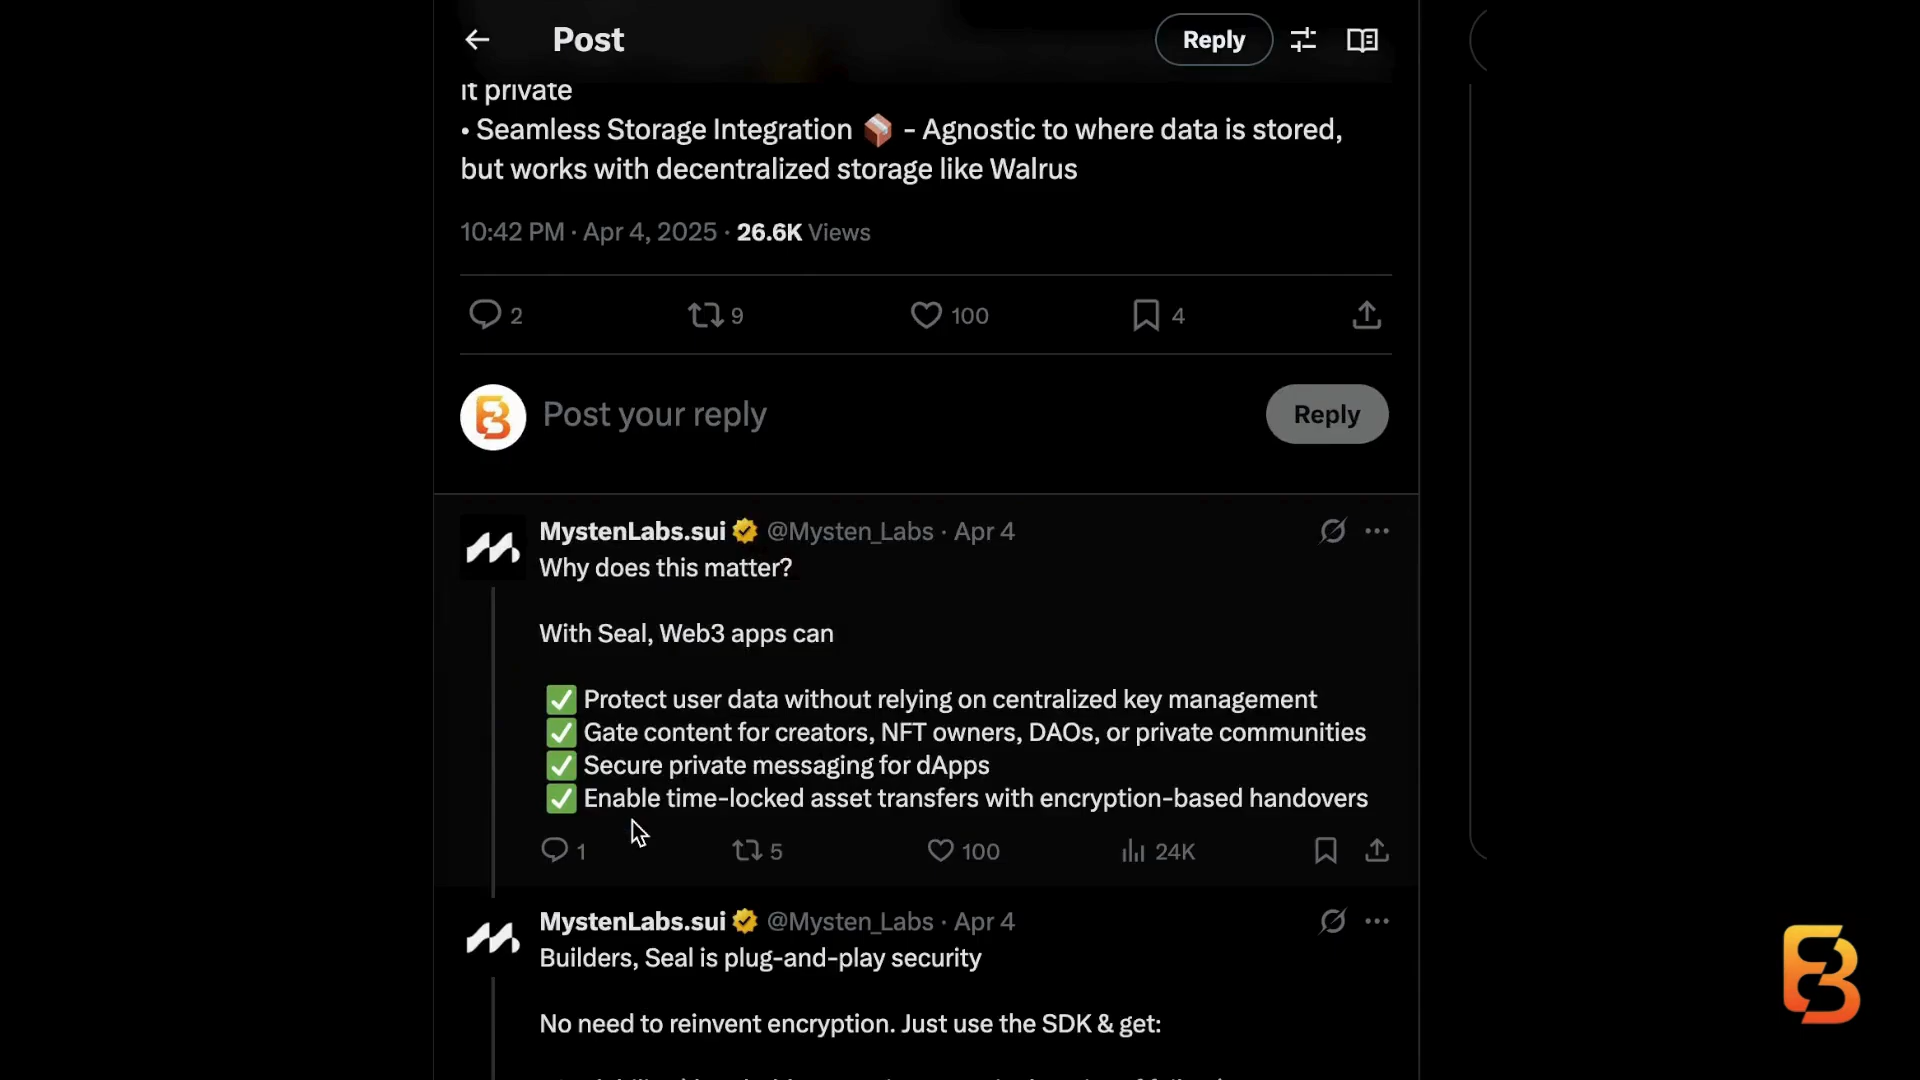 Post
Reply
it private
• Seamless Storage Integration 📦 - Agnostic to where data is stored,
but works with decentralized storage like Walrus
10:42 PM · Apr 4, 2025 · 26.6K Views
2 9 100 4
Post your reply
Reply
MystenLabs.sui @Mysten_Labs · Apr 4
Why does this matter?
With Seal, Web3 apps can
✅ Protect user data without relying on centralized key management
✅ Gate content for creators, NFT owners, DAOs, or private communities
✅ Secure private messaging for dApps
✅ Enable time-locked asset transfers with encryption-based handovers
1 5 100 24K
MystenLabs.sui @Mysten_Labs · Apr 4
Builders, Seal is plug-and-play security
No need to reinvent encryption. Just use the SDK & get: